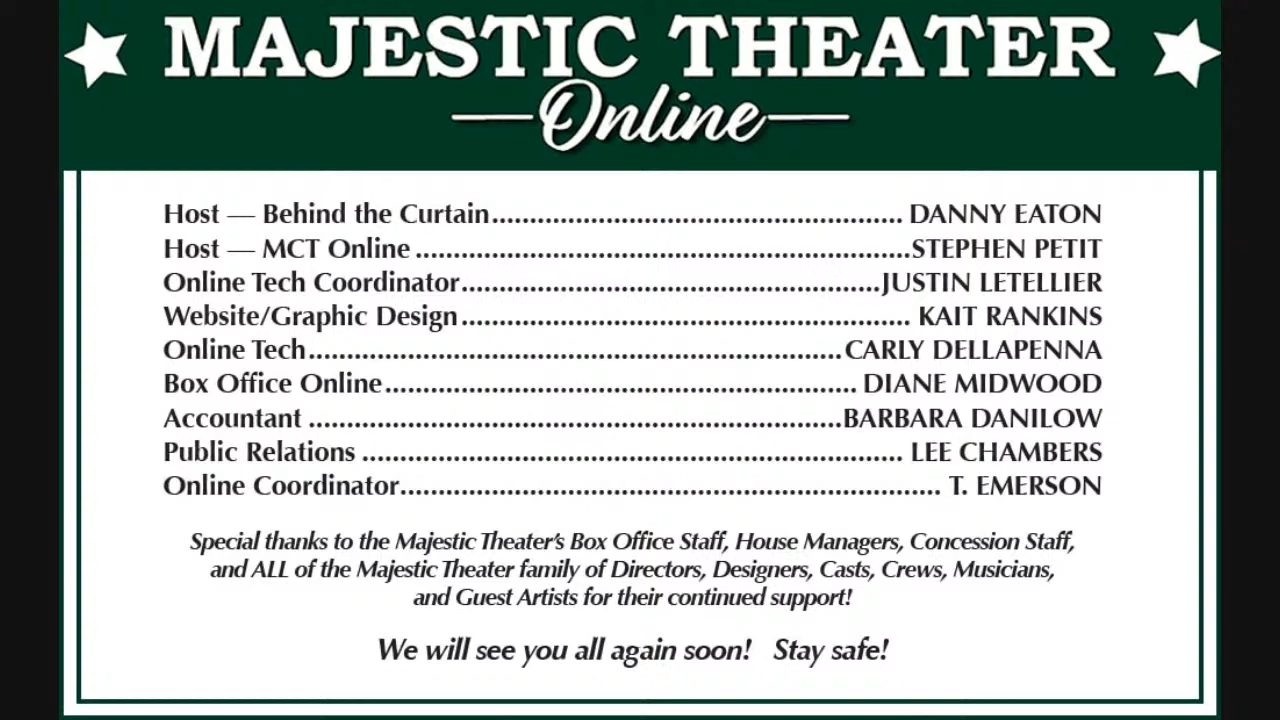 MAJESTIC THEATER
Online
Host — Behind the Curtain..................................................... DANNY EATON
Host — MCT Online ................................................................STEPHEN PETIT
Online Tech Coordinator......................................................JUSTIN LETELLIER
Website/Graphic Design.......................................................... KAIT RANKINS
Online Tech.....................................................................CARLY DELLAPENNA
Box Office Online............................................................. DIANE MIDWOOD
Accountant .....................................................................BARBARA DANILOW
Public Relations ...................................................................... LEE CHAMBERS
Online Coordinator...................................................................... T. EMERSON
Special thanks to the Majestic Theater's Box Office Staff, House Managers, Concession Staff,
and ALL of the Majestic Theater family of Directors, Designers, Casts, Crews, Musicians,
and Guest Artists for their continued support!
We will see you all again soon! Stay safe!